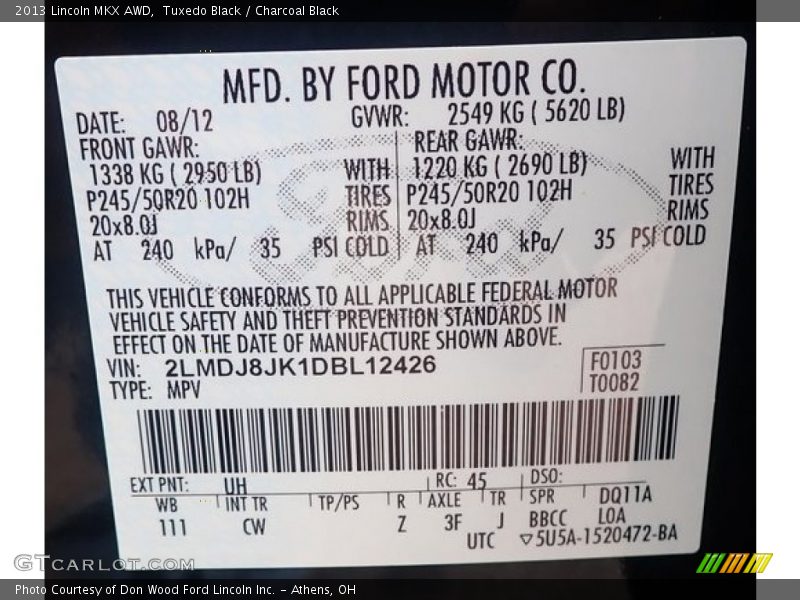 2013 Lincoln MKX AWD,  Tuxedo Black / Charcoal Black
MFD. BY FORD MOTOR CO.
DATE: 08/12 GVWR: 2549 KG ( 5620 LB)
FRONT GAWR: REAR GAWR:
1338 KG ( 2950 LB) WITH 1220 KG ( 2690 LB) WITH
P245/50R20 102H TIRES P245/50R20 102H TIRES
20x8.0J RIMS 20x8.0J RIMS
AT 240 kPa/ 35 PSI COLD AT 240 kPa/ 35 PSI COLD
THIS VEHICLE CONFORMS TO ALL APPLICABLE FEDERAL MOTOR
VEHICLE SAFETY AND THEFT PREVENTION STANDARDS IN
EFFECT ON THE DATE OF MANUFACTURE SHOWN ABOVE.
VIN: 2LMDJ8JK1DBL12426 F0103
TYPE: MPV T0082
EXT PNT: UH RC: 45 DSO:
WB INT TR TP/PS R AXLE TR SPR DQ11A
111 CW Z 3F J BBCC LOA
UTC ▽5U5A-1520472-BA
GTCARLOT.COM
Photo Courtesy of Don Wood Ford Lincoln Inc. - Athens, OH